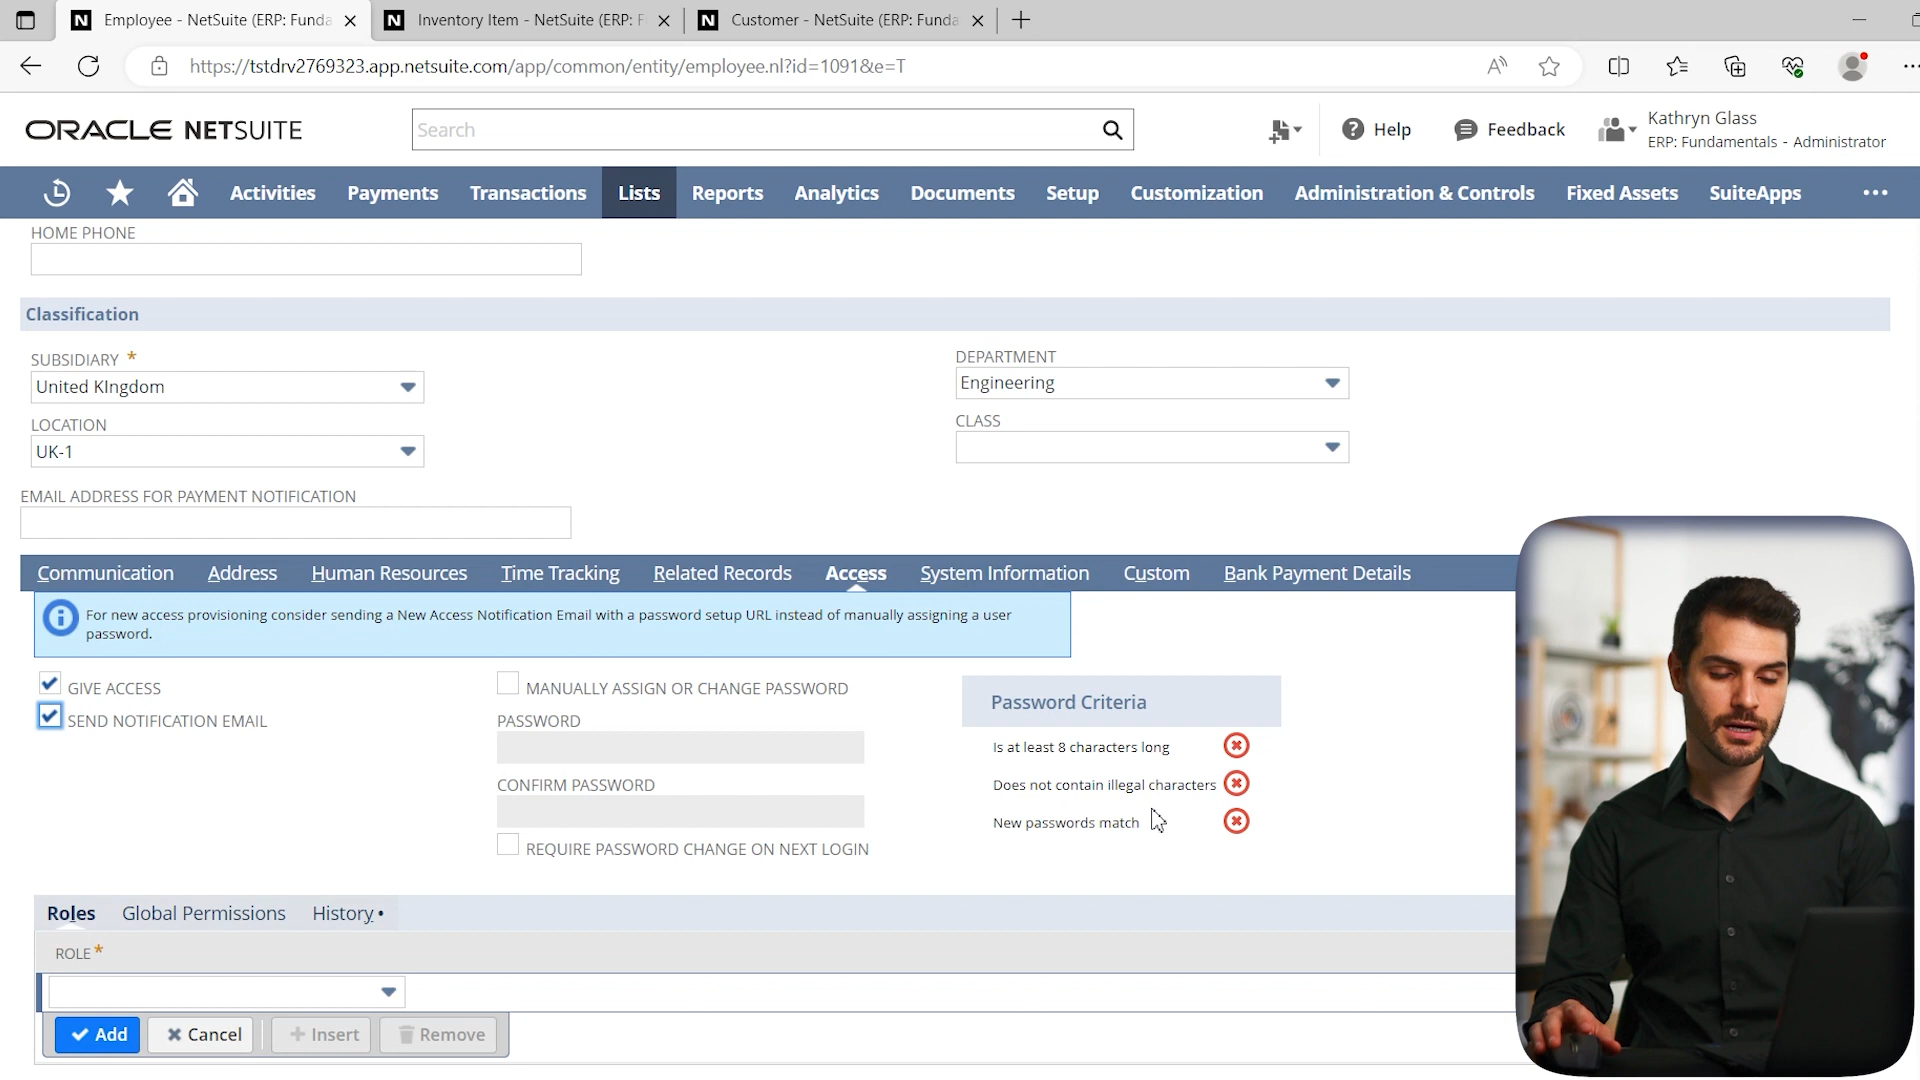 Employee - NetSuite (ERP: Funda
Inventory Item - NetSuite (ERP: F
Customer - NetSuite (ERP: Funda
https://tstdrv2769323.app.netsuite.com/app/common/entity/employee.nl?id=1091&e=T
ORACLE NETSUITE
Search
Help
Feedback
Kathryn Glass
ERP: Fundamentals - Administrator
Activities Payments Transactions Lists Reports Analytics Documents Setup Customization Administration & Controls Fixed Assets SuiteApps
HOME PHONE
Classification
SUBSIDIARY *
United KIngdom
DEPARTMENT
Engineering
LOCATION
UK-1
CLASS
EMAIL ADDRESS FOR PAYMENT NOTIFICATION
Communication Address Human Resources Time Tracking Related Records Access System Information Custom Bank Payment Details
For new access provisioning consider sending a New Access Notification Email with a password setup URL instead of manually assigning a user
password.
GIVE ACCESS
SEND NOTIFICATION EMAIL
MANUALLY ASSIGN OR CHANGE PASSWORD
PASSWORD
CONFIRM PASSWORD
REQUIRE PASSWORD CHANGE ON NEXT LOGIN
Password Criteria
Is at least 8 characters long
Does not contain illegal characters
New passwords match
Roles Global Permissions History •
ROLE *
Add Cancel Insert Remove